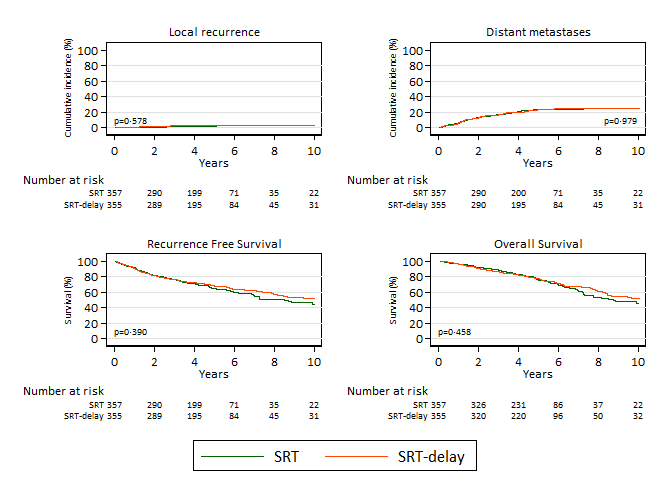 Local recurrence
Cumulative incidence (%)
100
80
60
40
20
0
p=0·578
0 2 4 6 8 10
Years
Number at risk
SRT 357 290 199 71 35 22
SRT-delay 355 289 195 84 45 31
Distant metastases
Cumulative incidence (%)
100
80
60
40
20
0
p=0·979
0 2 4 6 8 10
Years
Number at risk
SRT 357 290 200 71 35 22
SRT-delay 355 290 195 84 45 31
Recurrence Free Survival
Survival (%)
100
80
60
40
20
0
p=0·390
0 2 4 6 8 10
Years
Number at risk
SRT 357 290 199 71 35 22
SRT-delay 355 289 195 84 45 31
Overall Survival
Survival (%)
100
80
60
40
20
0
p=0·458
0 2 4 6 8 10
Years
Number at risk
SRT 357 326 231 86 37 22
SRT-delay 355 320 220 96 50 32
SRT SRT-delay